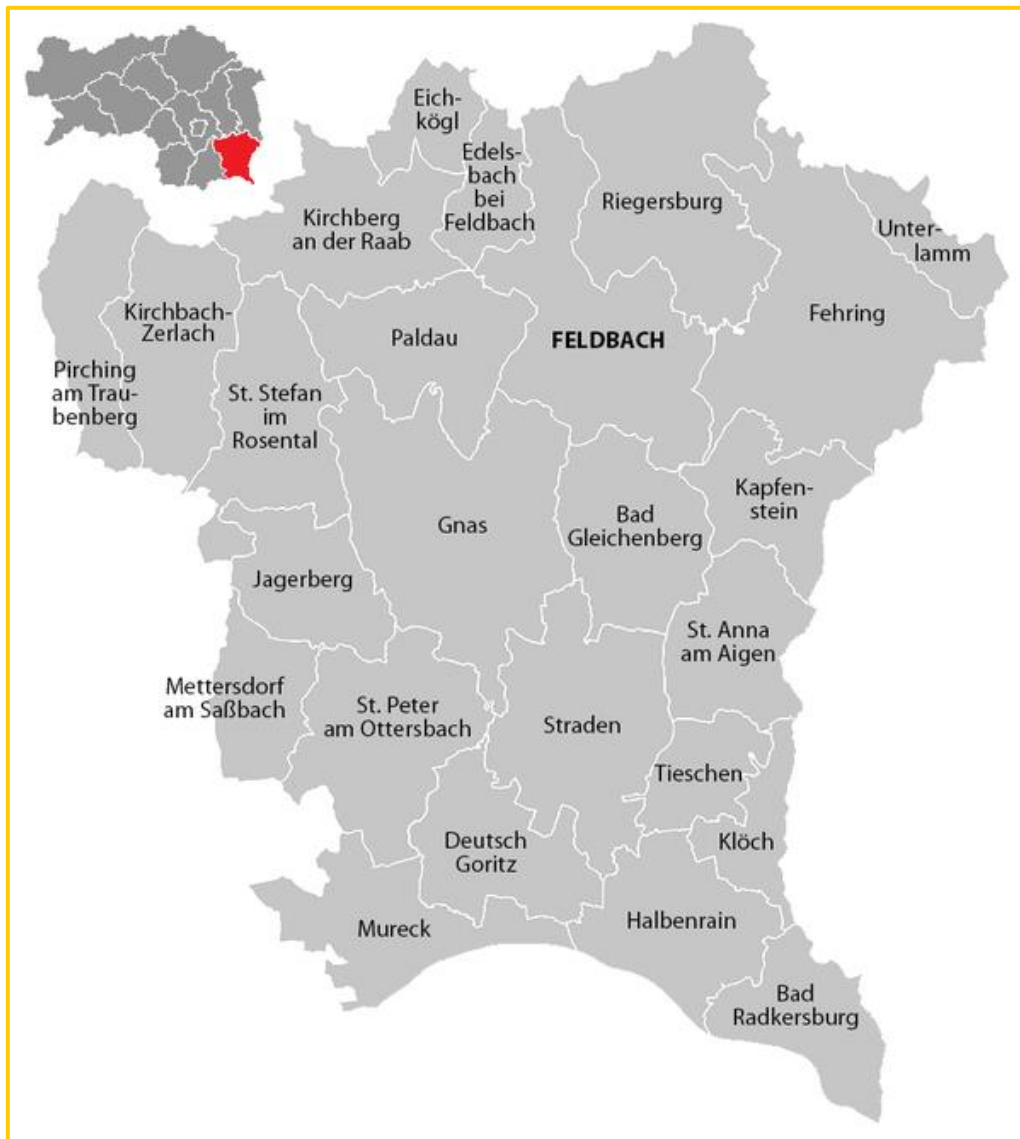 Eich-
kögl
Edels-
bach
bei
Feldbach
Riegersburg
Kirchberg
an der Raab
Unter-
lamm
Kirchbach-
Zerlach
Paldau
FELDBACH
Fehring
Pirching
am Trau-
benberg
St. Stefan
im
Rosental
Gnas
Bad
Gleichenberg
Kapfen-
stein
Jagerberg
St. Anna
am Aigen
Mettersdorf
am Saßbach
St. Peter
am Ottersbach
Straden
Tieschen
Deutsch
Goritz
Klöch
Mureck
Halbenrain
Bad
Radkersburg